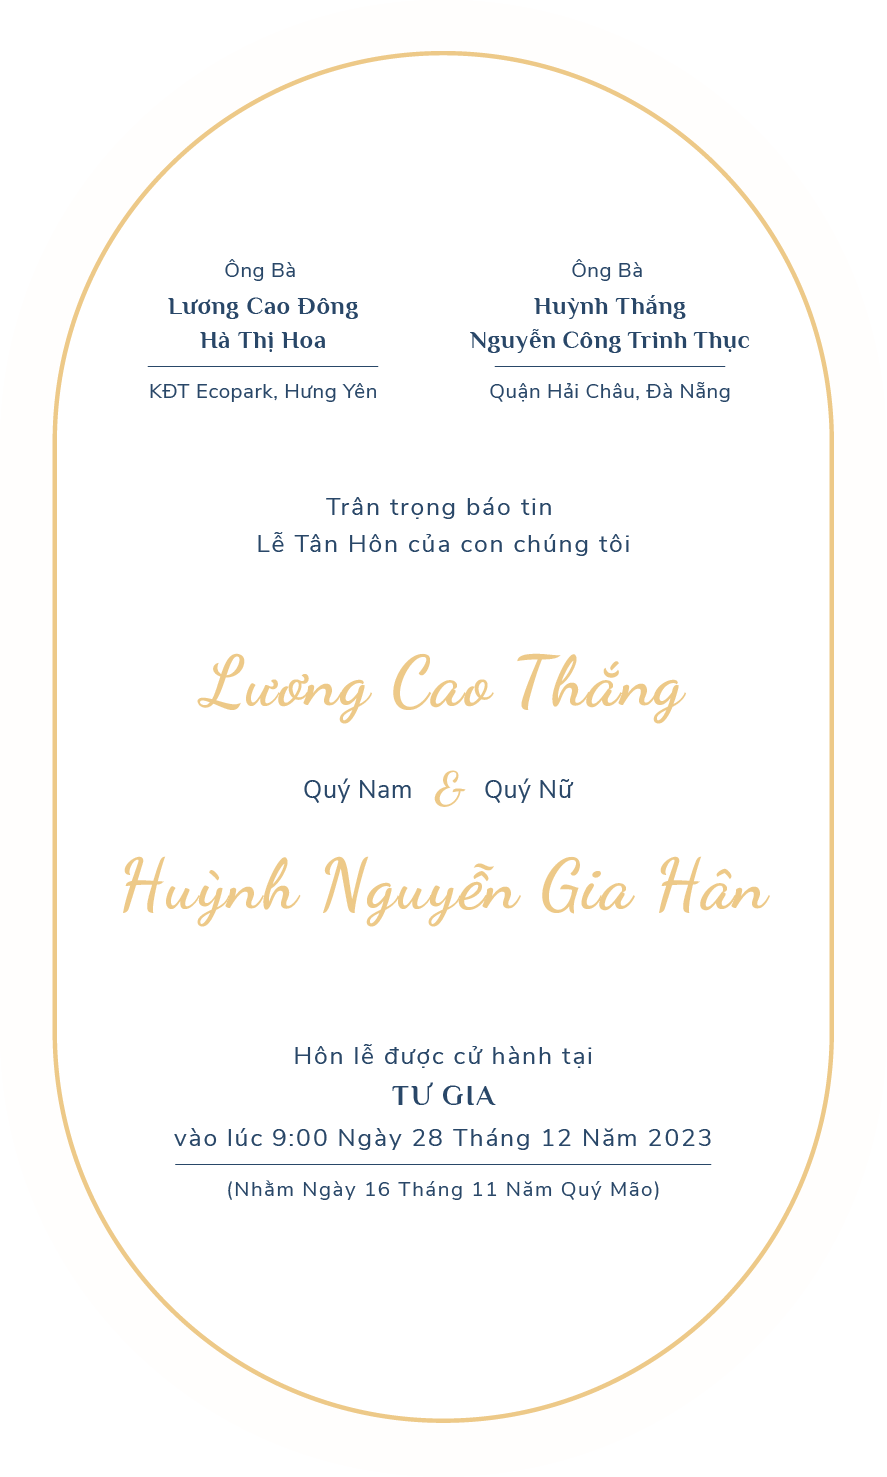 Ông Bà
Lương Cao Đông
Hà Thị Hoa
KĐT Ecopark, Hưng Yên
Ông Bà
Huỳnh Thắng
Nguyễn Công Trinh Thục
Quận Hải Châu, Đà Nẵng
Trân trọng báo tin
Lễ Tân Hôn của con chúng tôi
Lương Cao Thắng
Quý Nam & Quý Nữ
Huỳnh Nguyễn Gia Hân
Hôn lễ được cử hành tại
TƯ GIA
vào lúc 9:00 Ngày 28 Tháng 12 Năm 2023
(Nhằm Ngày 16 Tháng 11 Năm Quý Mão)